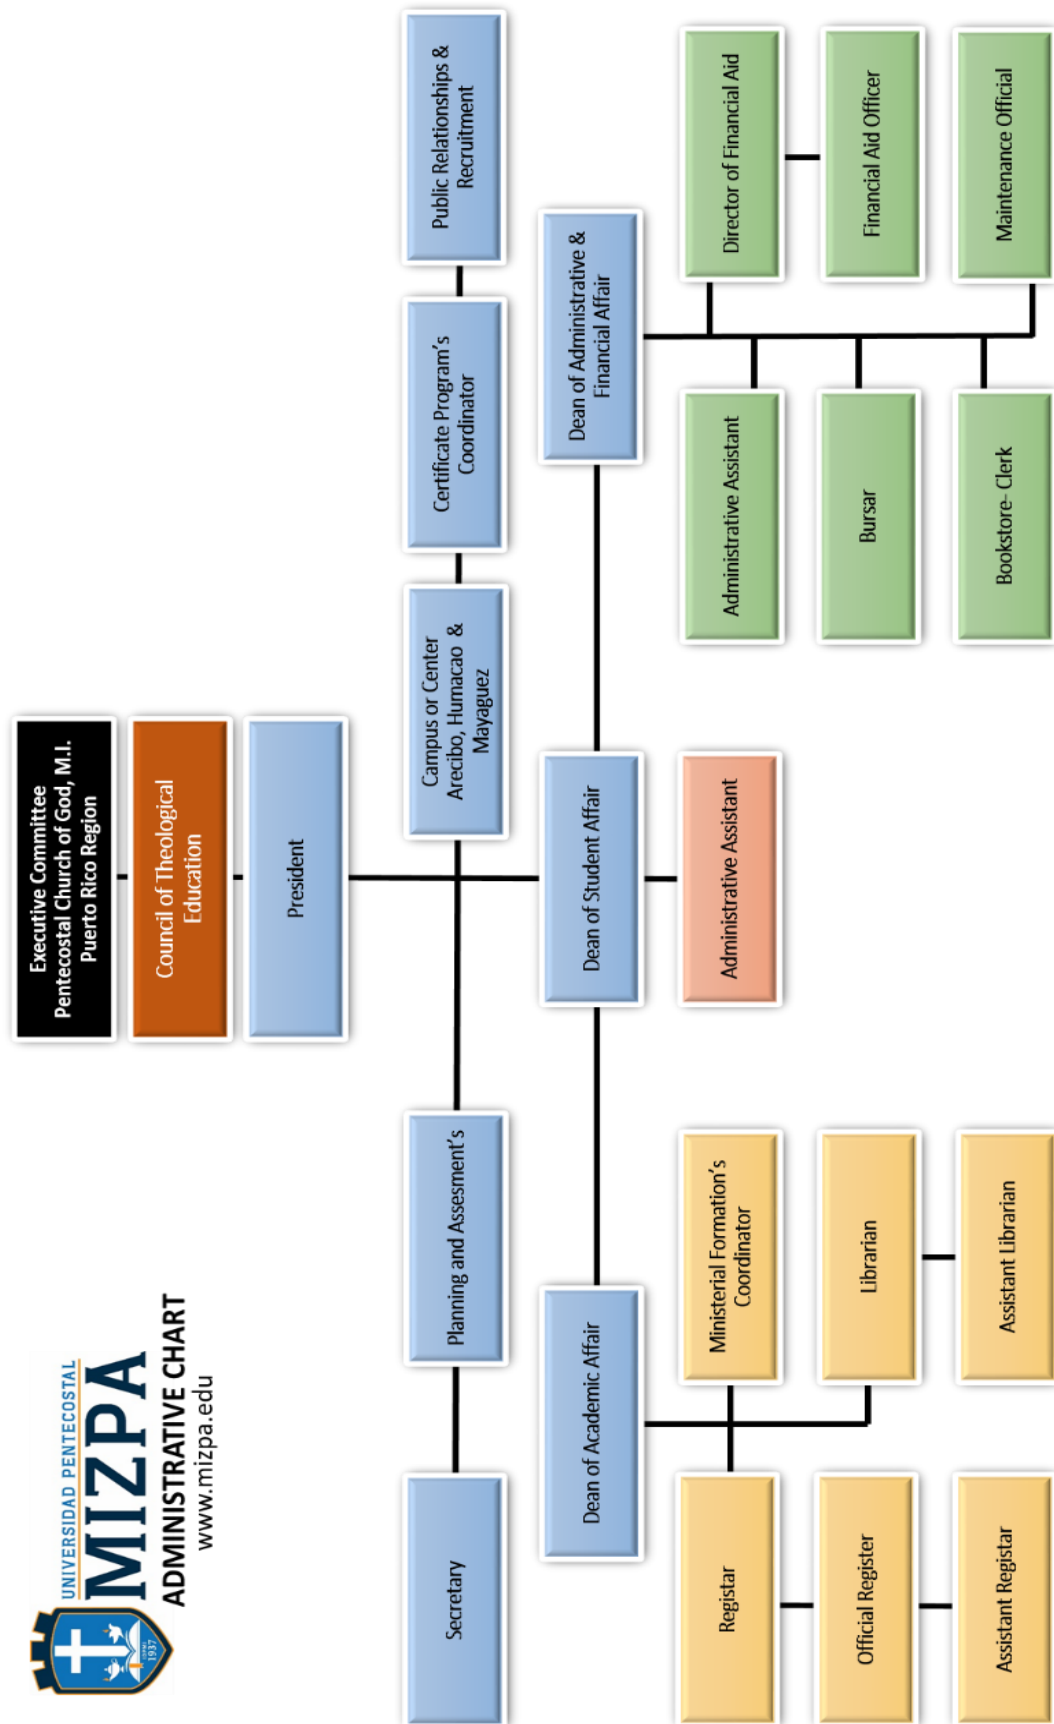 UNIVERSIDAD PENTECOSTAL
MIZPA
1937
ADMINISTRATIVE CHART
www.mizpa.edu
Executive Committee
Pentecostal Church of God, M.I.
Puerto Rico Region
Council of Theological
Education
President
Secretary
Planning and Assesment's
Campus or Center
Arecibo, Humacao &
Mayaguez
Certificate Program's
Coordinator
Public Relationships &
Recruitment
Dean of Academic Affair
Dean of Student Affair
Dean of Administrative &
Financial Affair
Registrar
Ministerial Formation's
Coordinator
Administrative Assistant
Administrative Assistant
Director of Financial Aid
Official Register
Librarian
Bursar
Financial Aid Officer
Assistant Registar
Assistant Librarian
Bookstore- Clerk
Maintenance Official